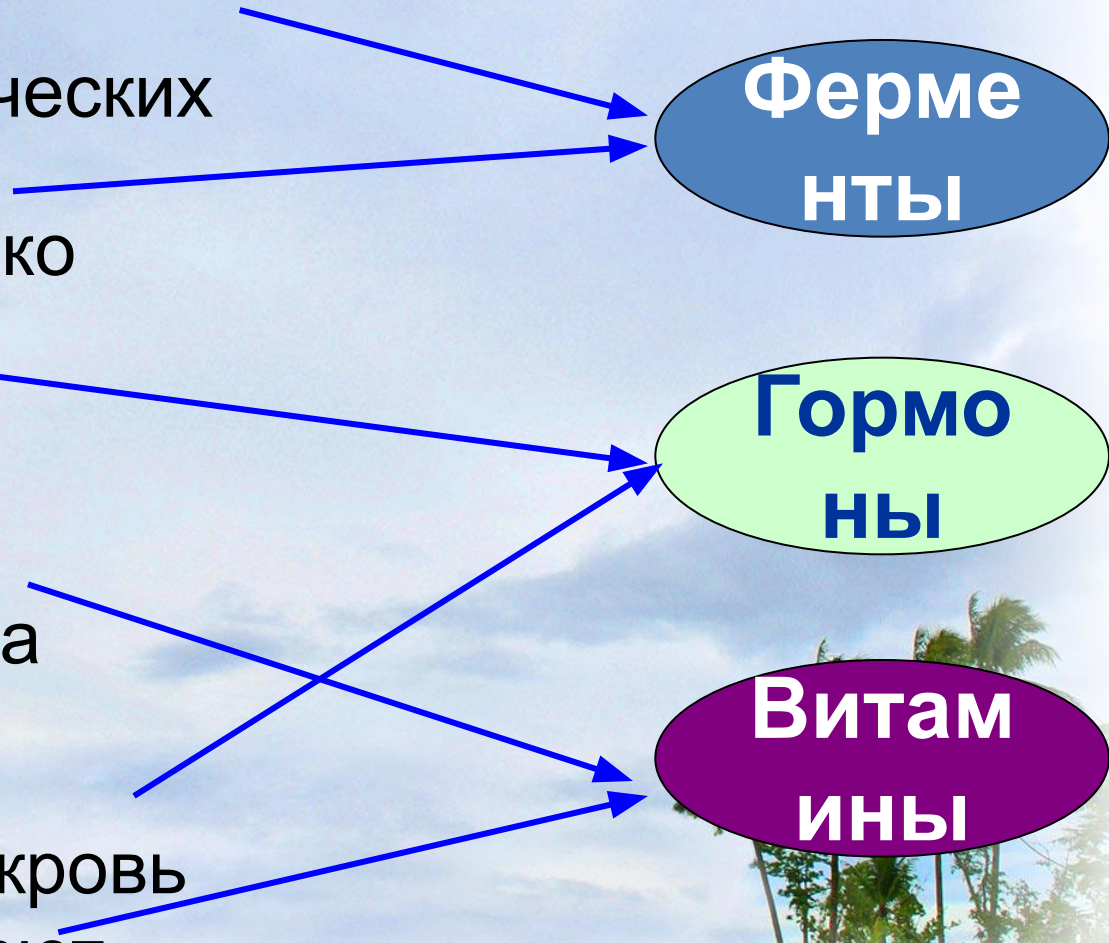 ческих
ко
а
кровь
Ферме
нты
Гормо
ны
Витам
ины